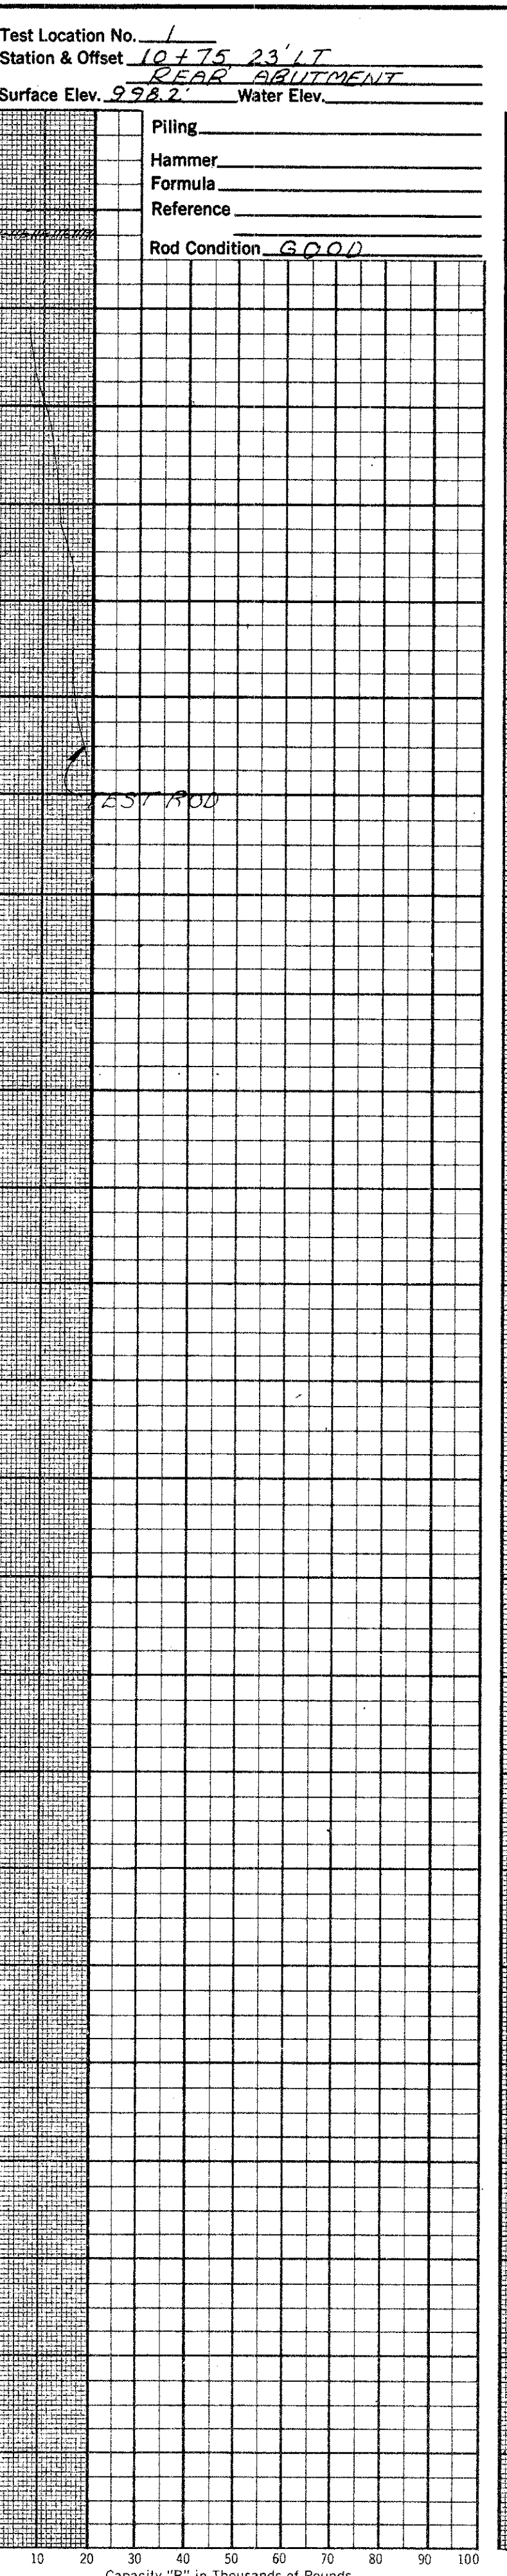 Test Location No. 1
Station & Offset 10+75, 23' LT
REAR ABUTMENT
Surface Elev. 998.2' Water Elev.
Piling
Hammer
Formula
Reference
Rod Condition GOOD
TEST ROD
10 20 30 40 50 60 70 80 90 100
Capacity "R" in Thousands of Pounds